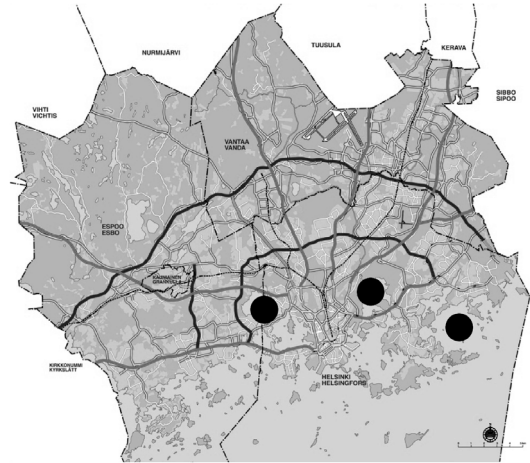 NURMIJÄRVI
TUUSULA
KERAVA
SIBBO
SIPOO
VIHTI
VICHTIS
VANTAA
VANDA
ESPOO
ESBO
KAUNIAINEN
GRANKULLA
KIRKKONUMMI
KYRKSLÄTT
HELSINKI
HELSINGFORS